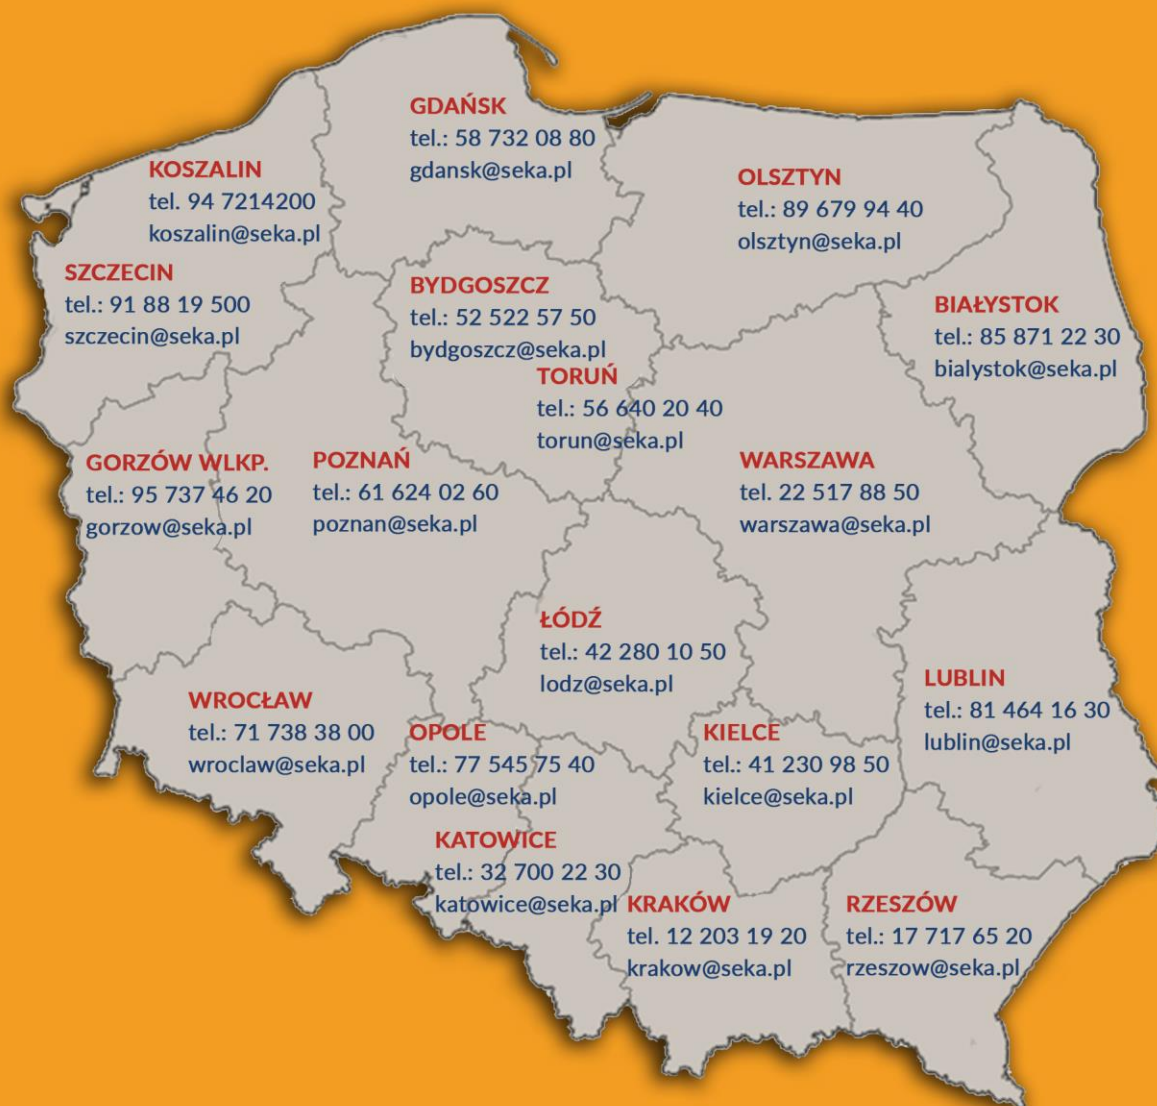 GDAŃSK
tel.: 58 732 08 80
gdansk@seka.pl
KOSZALIN
tel. 94 7214200
koszalin@seka.pl
OLSZTYN
tel.: 89 679 94 40
olsztyn@seka.pl
SZCZECIN
tel.: 91 88 19 500
szczecin@seka.pl
BYDGOSZCZ
tel.: 52 522 57 50
bydgoszcz@seka.pl
BIAŁYSTOK
tel.: 85 871 22 30
bialystok@seka.pl
TORUŃ
tel.: 56 640 20 40
torun@seka.pl
GORZÓW WLKP.
tel.: 95 737 46 20
gorzow@seka.pl
POZNAŃ
tel.: 61 624 02 60
poznan@seka.pl
WARSZAWA
tel. 22 517 88 50
warszawa@seka.pl
ŁÓDŹ
tel.: 42 280 10 50
lodz@seka.pl
LUBLIN
tel.: 81 464 16 30
lublin@seka.pl
WROCŁAW
tel.: 71 738 38 00
wroclaw@seka.pl
OPOLE
tel.: 77 545 75 40
opole@seka.pl
KIELCE
tel.: 41 230 98 50
kielce@seka.pl
KATOWICE
tel.: 32 700 22 30
katowice@seka.pl
KRAKÓW
tel. 12 203 19 20
krakow@seka.pl
RZESZÓW
tel.: 17 717 65 20
rzeszow@seka.pl